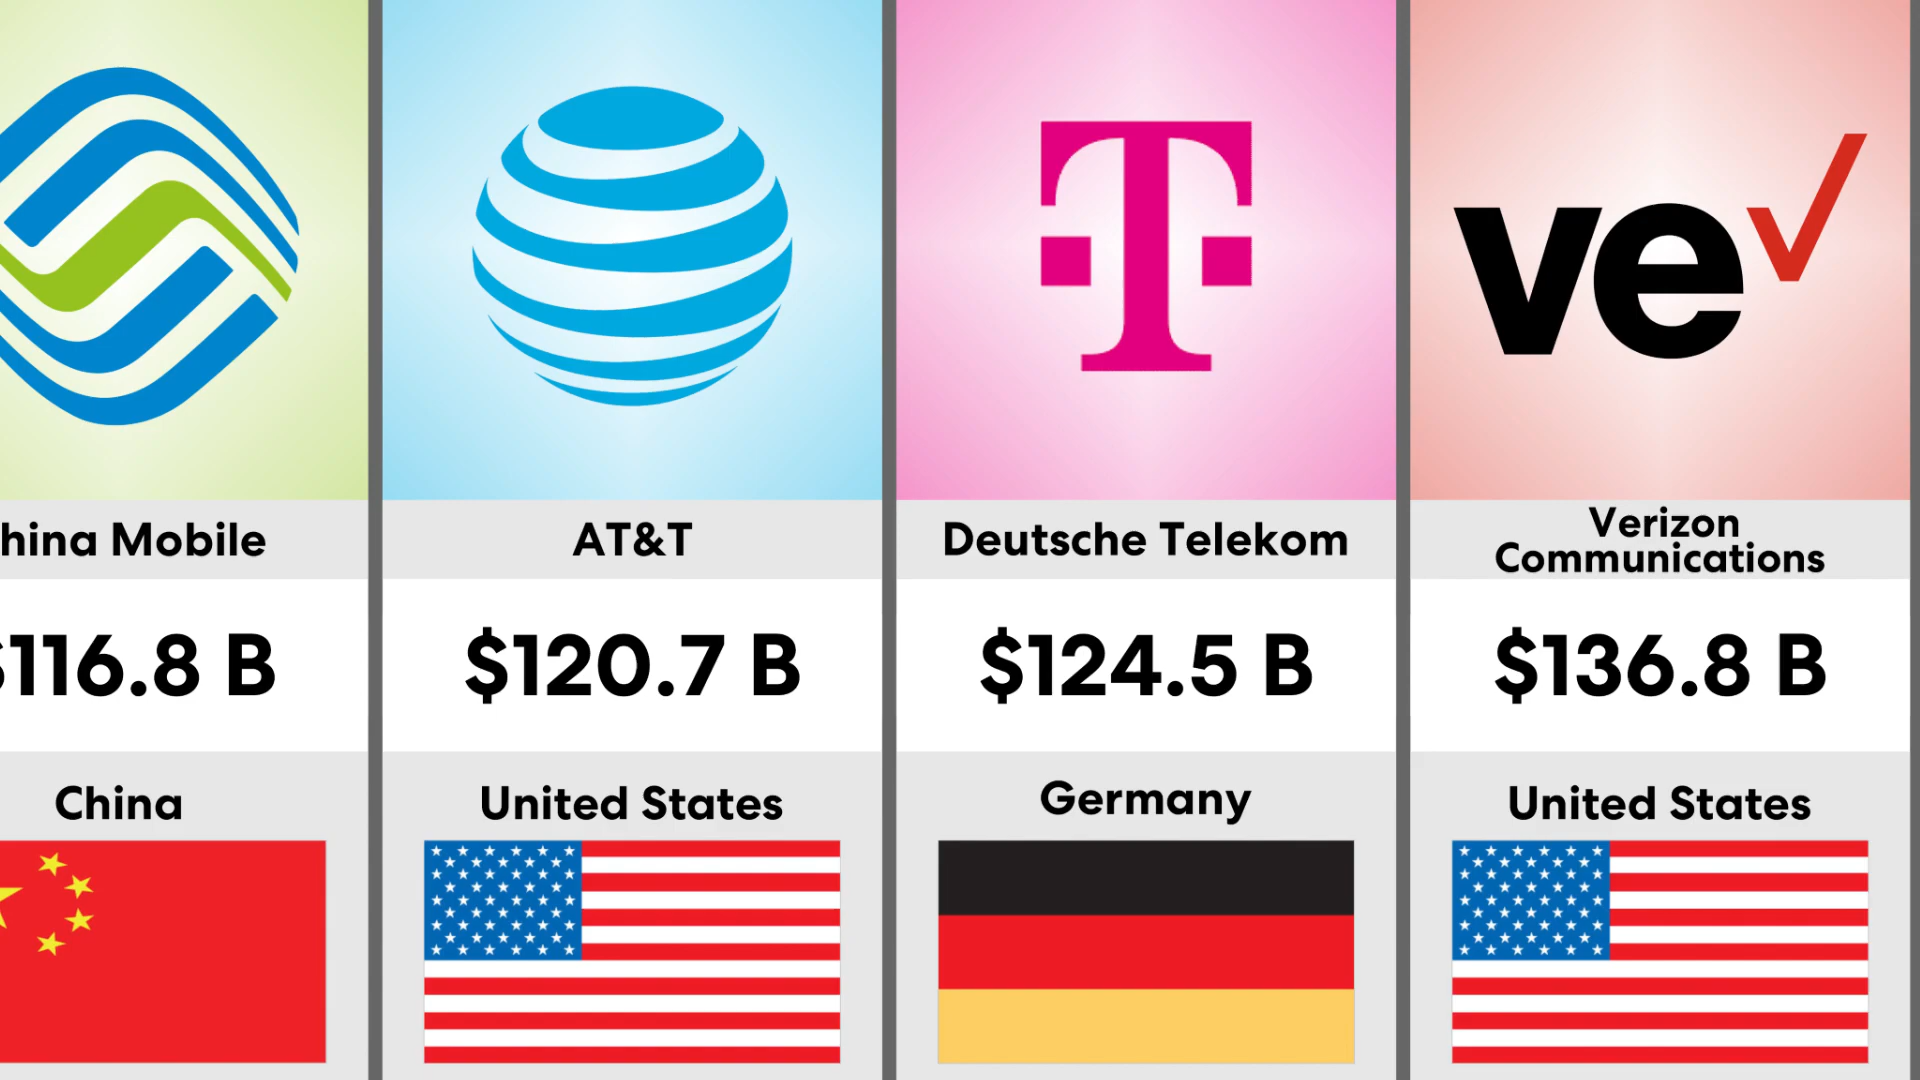 T
ve✓
hina Mobile
AT&T
Deutsche Telekom
Verizon
Communications
$116.8 B
$120.7 B
$124.5 B
$136.8 B
China
United States
Germany
United States